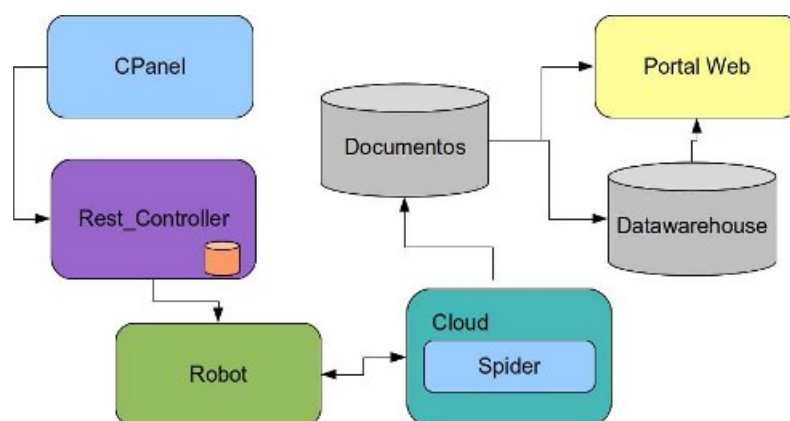 CPanel
Portal Web
Documentos
Rest_Controller
Datawarehouse
Cloud
Spider
Robot